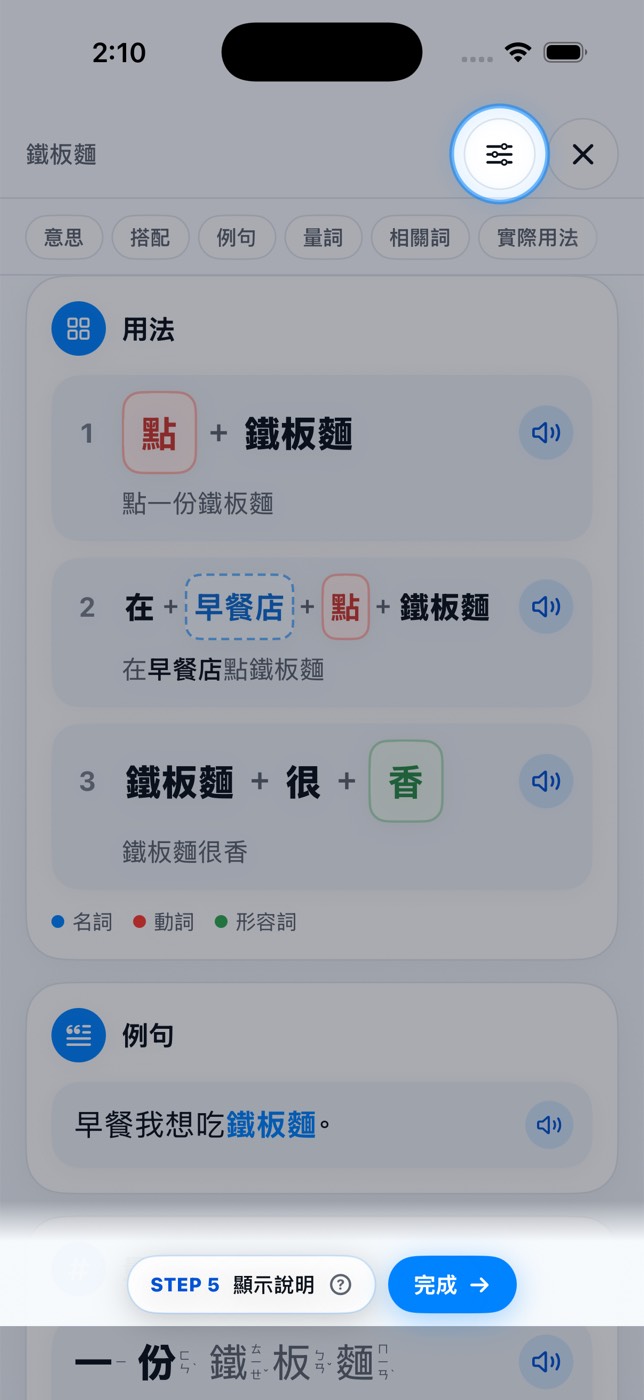 2:10
鐵板麵
意思 搭配 例句 量詞 相關詞 實際用法
用法
1 點 + 鐵板麵
點一份鐵板麵
2 在 + 早餐店 + 點 + 鐵板麵
在早餐店點鐵板麵
3 鐵板麵 + 很 + 香
鐵板麵很香
名詞 動詞 形容詞
例句
早餐我想吃鐵板麵。
STEP 5 顯示說明 ? 完成 →
一份鐵板麵